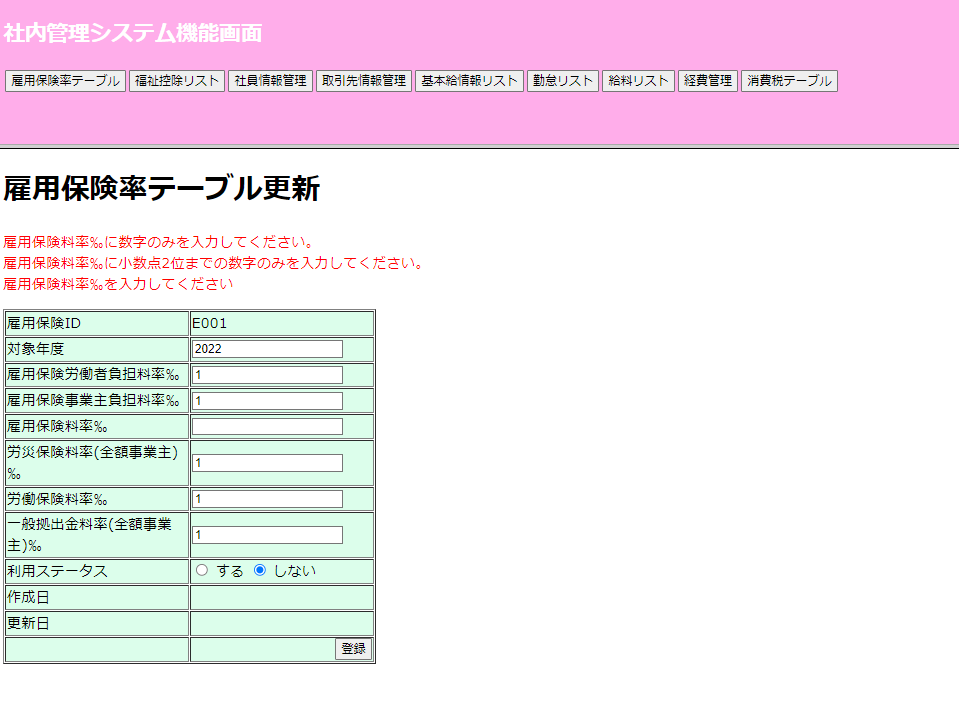 社内管理システム機能画面
雇用保険率テーブル 福祉控除リスト 社員情報管理 取引先情報管理 基本給情報リスト 勤怠リスト 給料リスト 経費管理 消費税テーブル
雇用保険率テーブル更新
雇用保険料率‰に数字のみを入力してください。
雇用保険料率‰に小数点2位までの数字のみを入力してください。
雇用保険料率‰を入力してください
雇用保険ID E001
対象年度 2022
雇用保険労働者負担料率‰ 1
雇用保険事業主負担料率‰ 1
雇用保険料率‰
労災保険料率(全額事業主)
‰ 1
労働保険料率‰ 1
一般拠出金料率(全額事業
主)‰ 1
利用ステータス する しない
作成日
更新日
登録